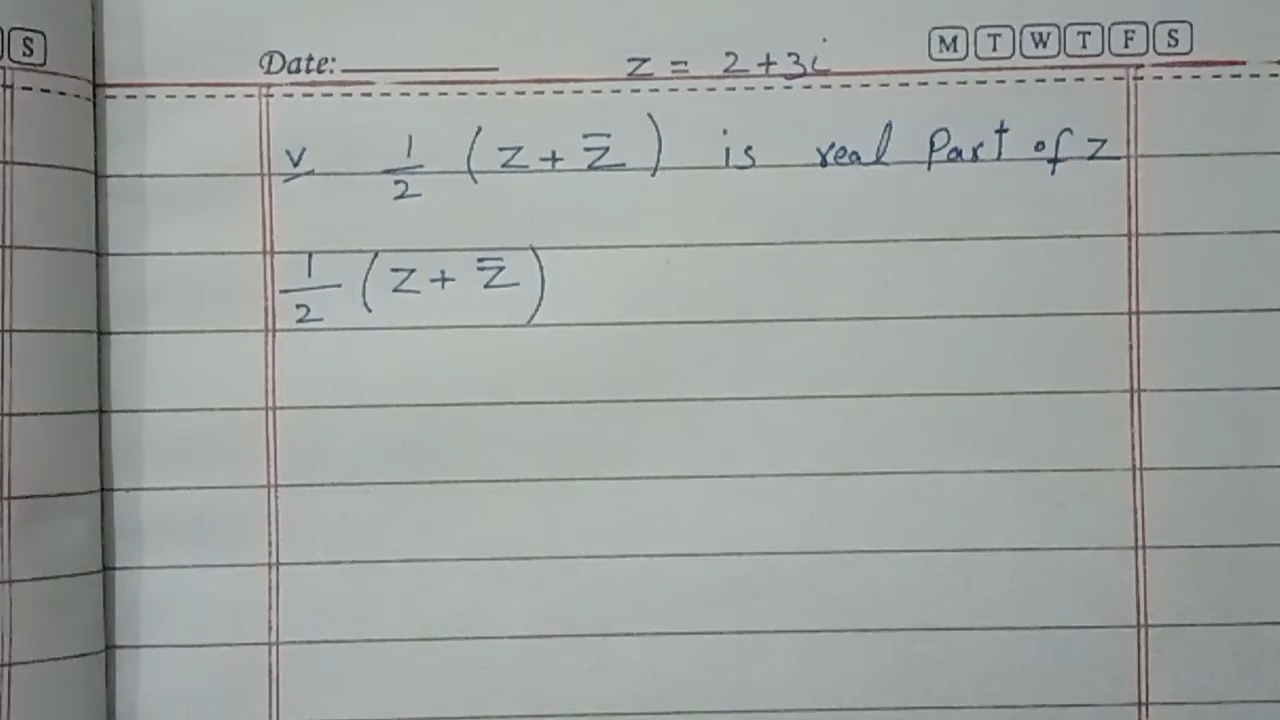 S
Date: z = 2+3i M T W T F S
v 1/2 (z + z̄) is real Part of z
1/2 (z + z̄)